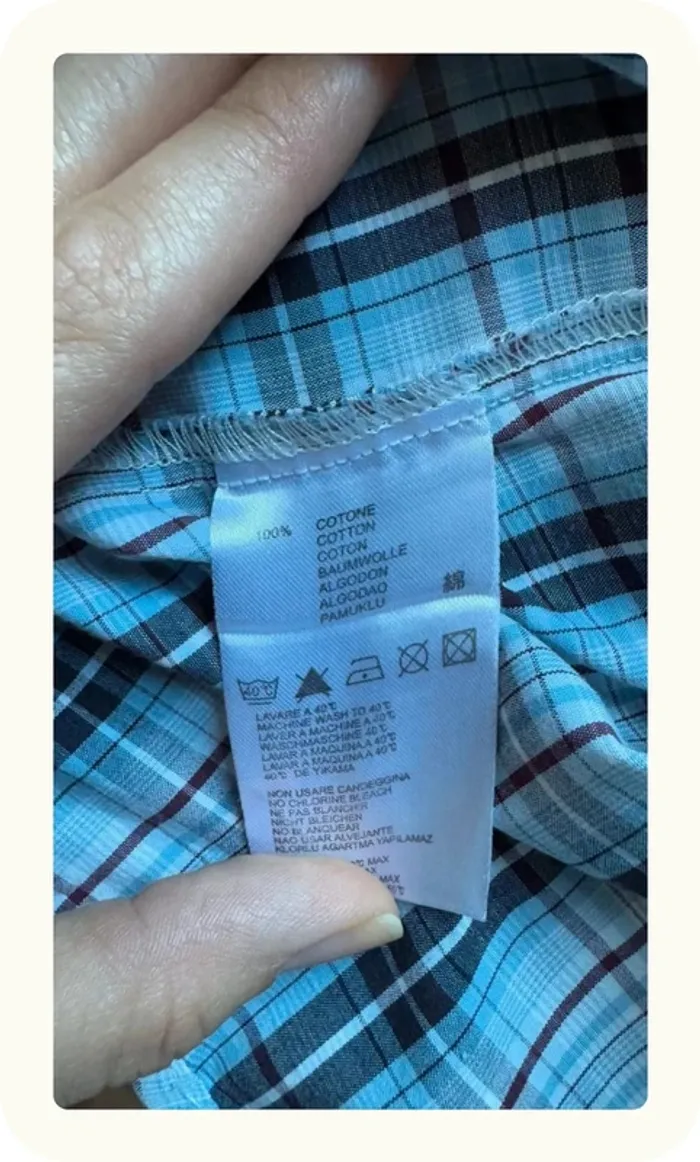 100% COTONE
COTTON
COTON
BAUMWOLLE
ALGODON 綿
ALGODAO
PAMUKLU
40℃
LAVARE A 40℃
MACHINE WASH TO 40℃
LAVER A MACHINE A 40℃
WASCHMASCHINE 40℃
LAVAR A MAQUINA A 40℃
LAVAR A MAQUINA A 40℃
40℃ DE YIKAMA
NON USARE CANDEGGINA
NO CHLORINE BLEACH
NE PAS BLANCHIR
NICHT BLEICHEN
NO BLANQUEAR
NAO USAR ALVEJANTE
KLORLU AGARTMA YAPILAMAZ
MAX
MAX